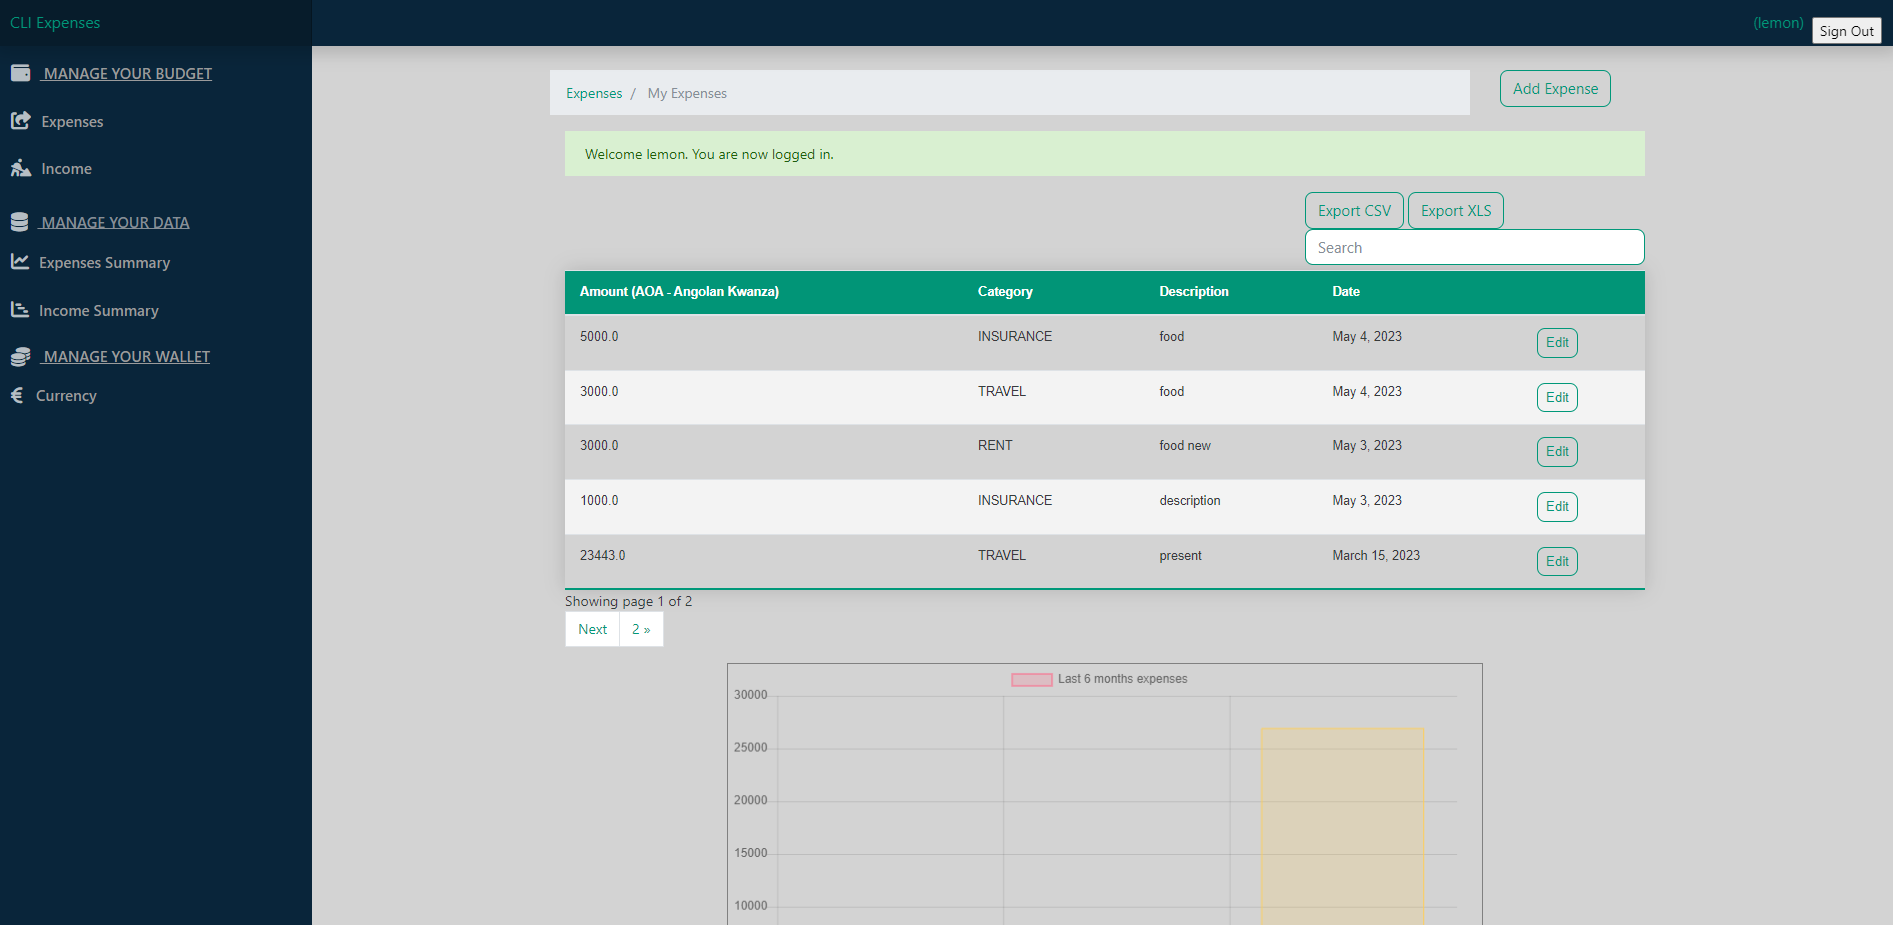 CLI Expenses
(lemon) Sign Out
MANAGE YOUR BUDGET
Expenses
Income
MANAGE YOUR DATA
Expenses Summary
Income Summary
MANAGE YOUR WALLET
Currency
Expenses / My Expenses
Add Expense
Welcome lemon. You are now logged in.
Export CSV Export XLS
Search
Amount (AOA - Angolan Kwanza) Category Description Date
5000.0 INSURANCE food May 4, 2023 Edit
3000.0 TRAVEL food May 4, 2023 Edit
3000.0 RENT food new May 3, 2023 Edit
1000.0 INSURANCE description May 3, 2023 Edit
23443.0 TRAVEL present March 15, 2023 Edit
Showing page 1 of 2
Next 2 »
Last 6 months expenses
30000
25000
20000
15000
10000